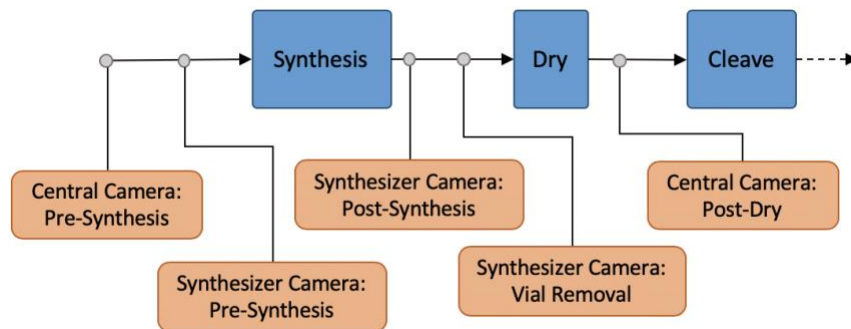 Synthesis
Dry
Cleave
Central Camera:
Pre-Synthesis
Synthesizer Camera:
Post-Synthesis
Central Camera:
Post-Dry
Synthesizer Camera:
Pre-Synthesis
Synthesizer Camera:
Vial Removal